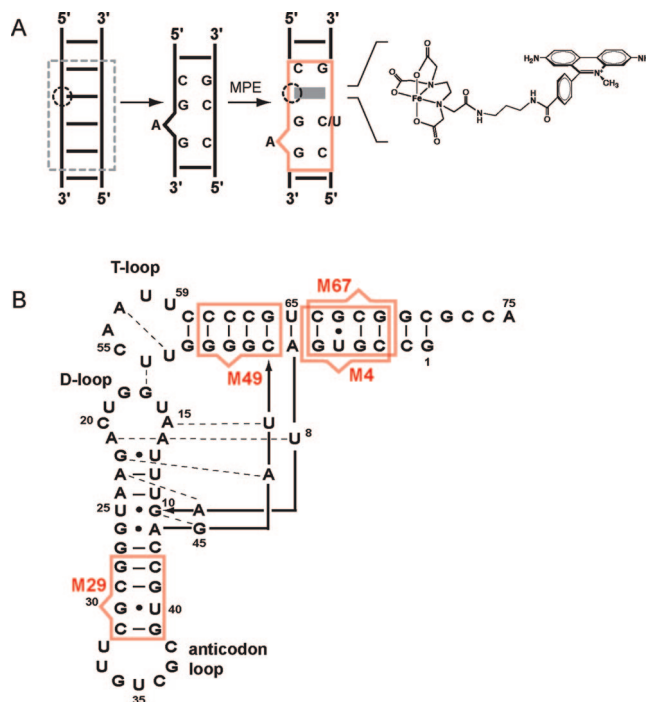 A
5' 3' 5' 3' 5' 3'
C G
G C
A
G C
3' 5'
MPE
C G
G C/U
A
G C
3' 5'
3' 5'
O O O O O O O O
N N
Fe
NH NH
O O
H₂N
N⁺
CH₃
NH
B
T-loop
M67
U U 59 C C C C G 65 U C G C G G C G C C A 75
A
A
55 C
U U G G G G C A G U G C C G
1
M49
M4
D-loop
U G G
20 C U
A 15 A U
A U 8
G U
A U A
A U
25 U 10 G A
G A G
45
G C
G C
M29
C G
30 G U 40
C G
U C
U G
G U C
35
anticodon
loop